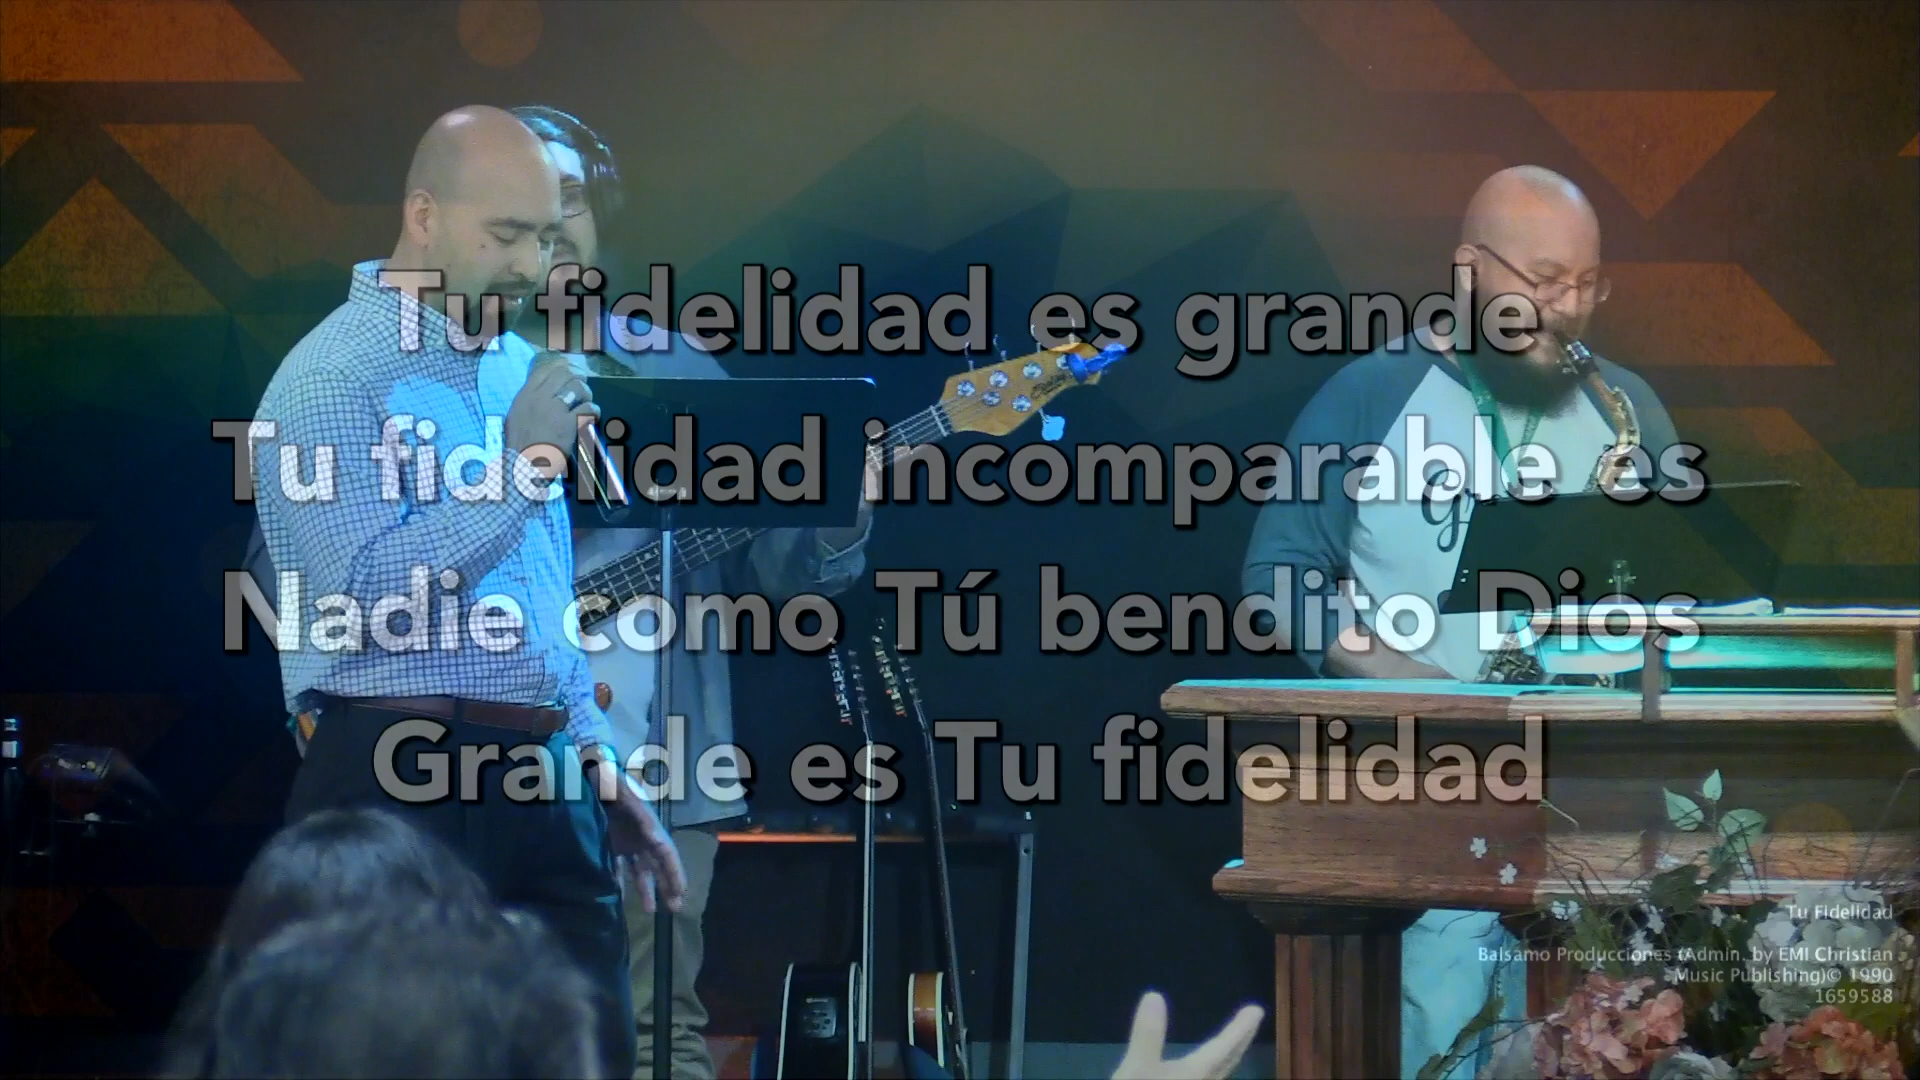 Tu fidelidad es grande
Tu fidelidad incomparable es
Nadie como Tú bendito Dios
Grande es Tu fidelidad
Tu Fidelidad
Balsamo Producciones (Admin. by EMI Christian
Music Publishing)© 1990
1659588